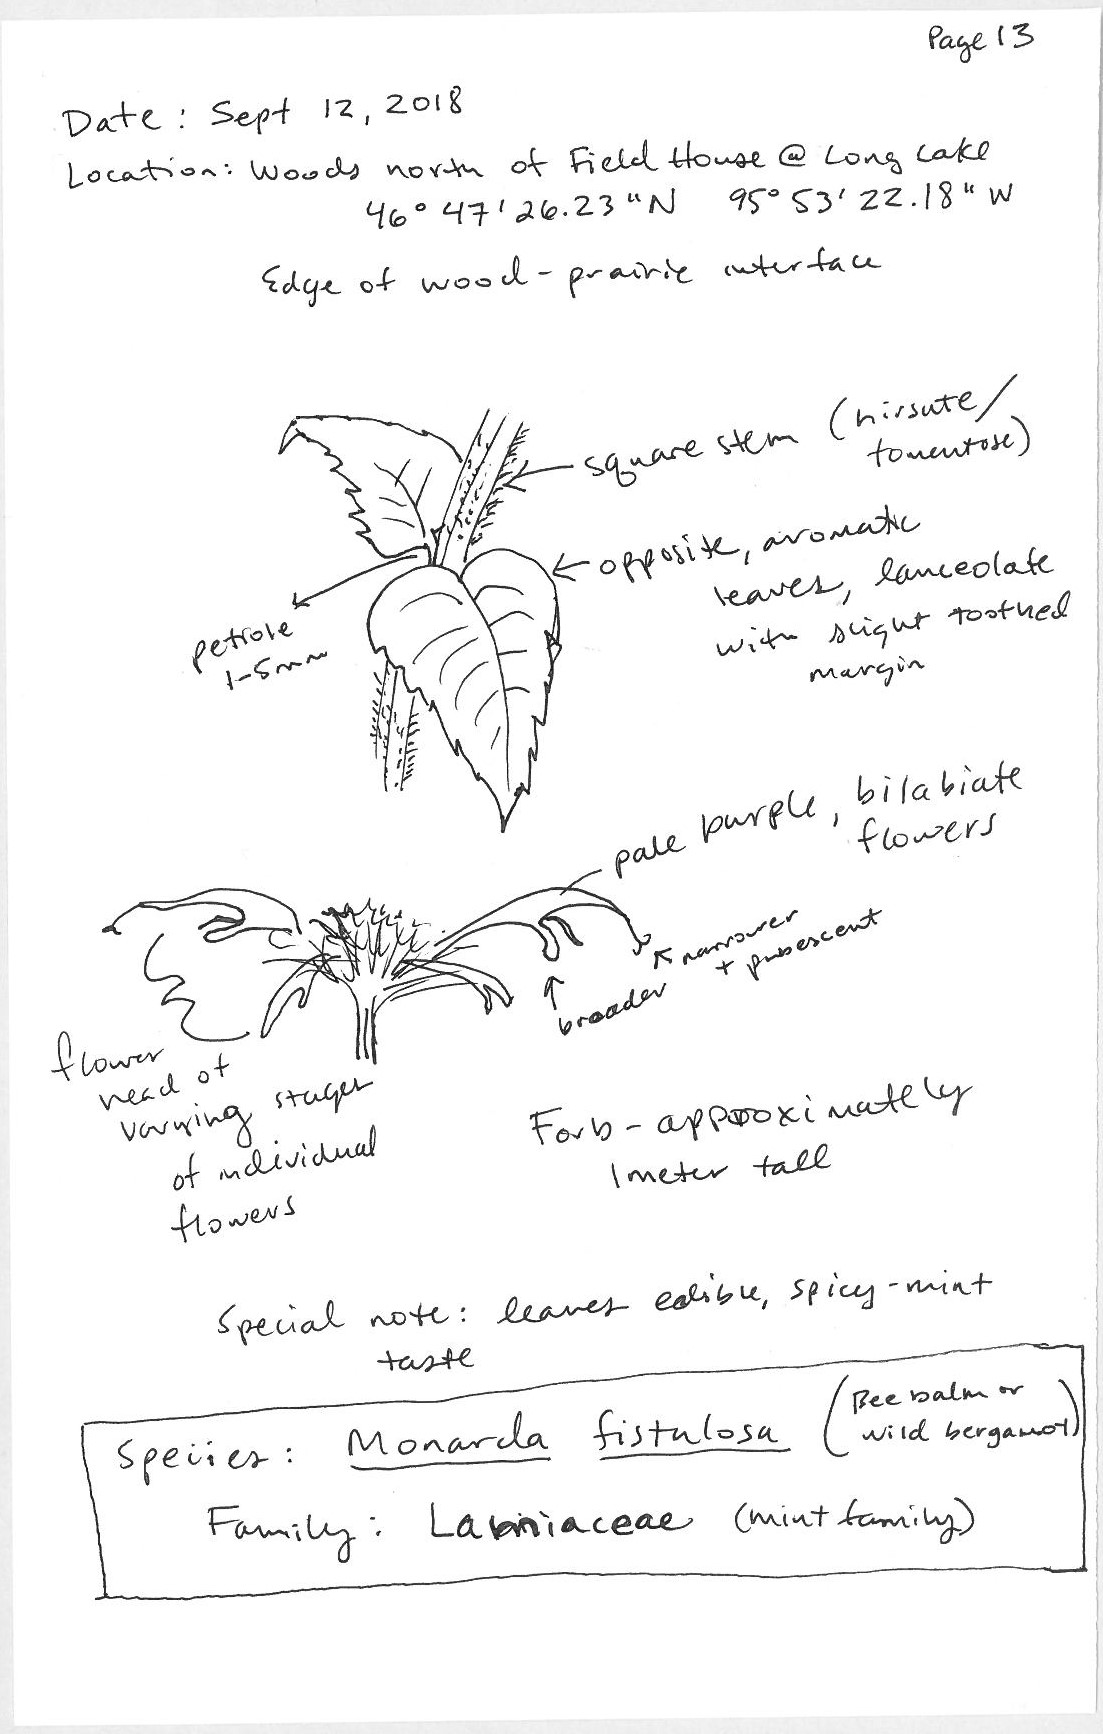 Page 13
Date: Sept 12, 2018
Location: Woods north of Field House @ Long Lake
46° 47' 26.23"N 95° 53' 22.18"W
Edge of wood-prairie interface
square stem (hirsute/
tomentose)
opposite, aromatic
leaves, lanceolate
with slight toothed
margin
petiole
1-5mm
pale purple, bilabiate
flowers
narrower
+ pubescent
broader
flower
head of
varying stages
of individual
flowers
Forb - approximately
1 meter tall
Special note: leaves edible, spicy-mint
taste
Species: Monarda fistulosa (Bee balm or
wild bergamot)
Family: Lamiaceae (mint family)